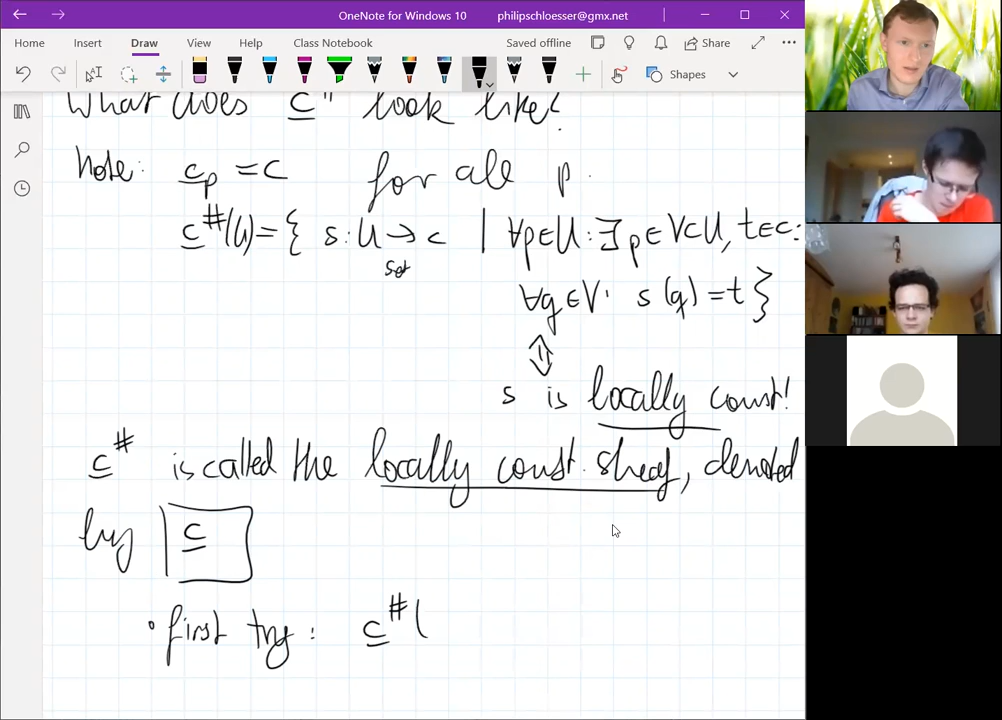 OneNote for Windows 10 philipschloesser@gmx.net
Home Insert Draw View Help Class Notebook Saved offline Share
Shapes
What does c̲# look like?
Note: c̲p = c for all p.
c̲#(U) = { s : U → c | ∀p∈U : ∃ p∈V⊂U, t∈c :
Set
∀q∈V: s(q) = t }
⇕
s is locally const!
c̲# is called the locally const. sheaf, denoted
by c̲
• first try : c̲#(